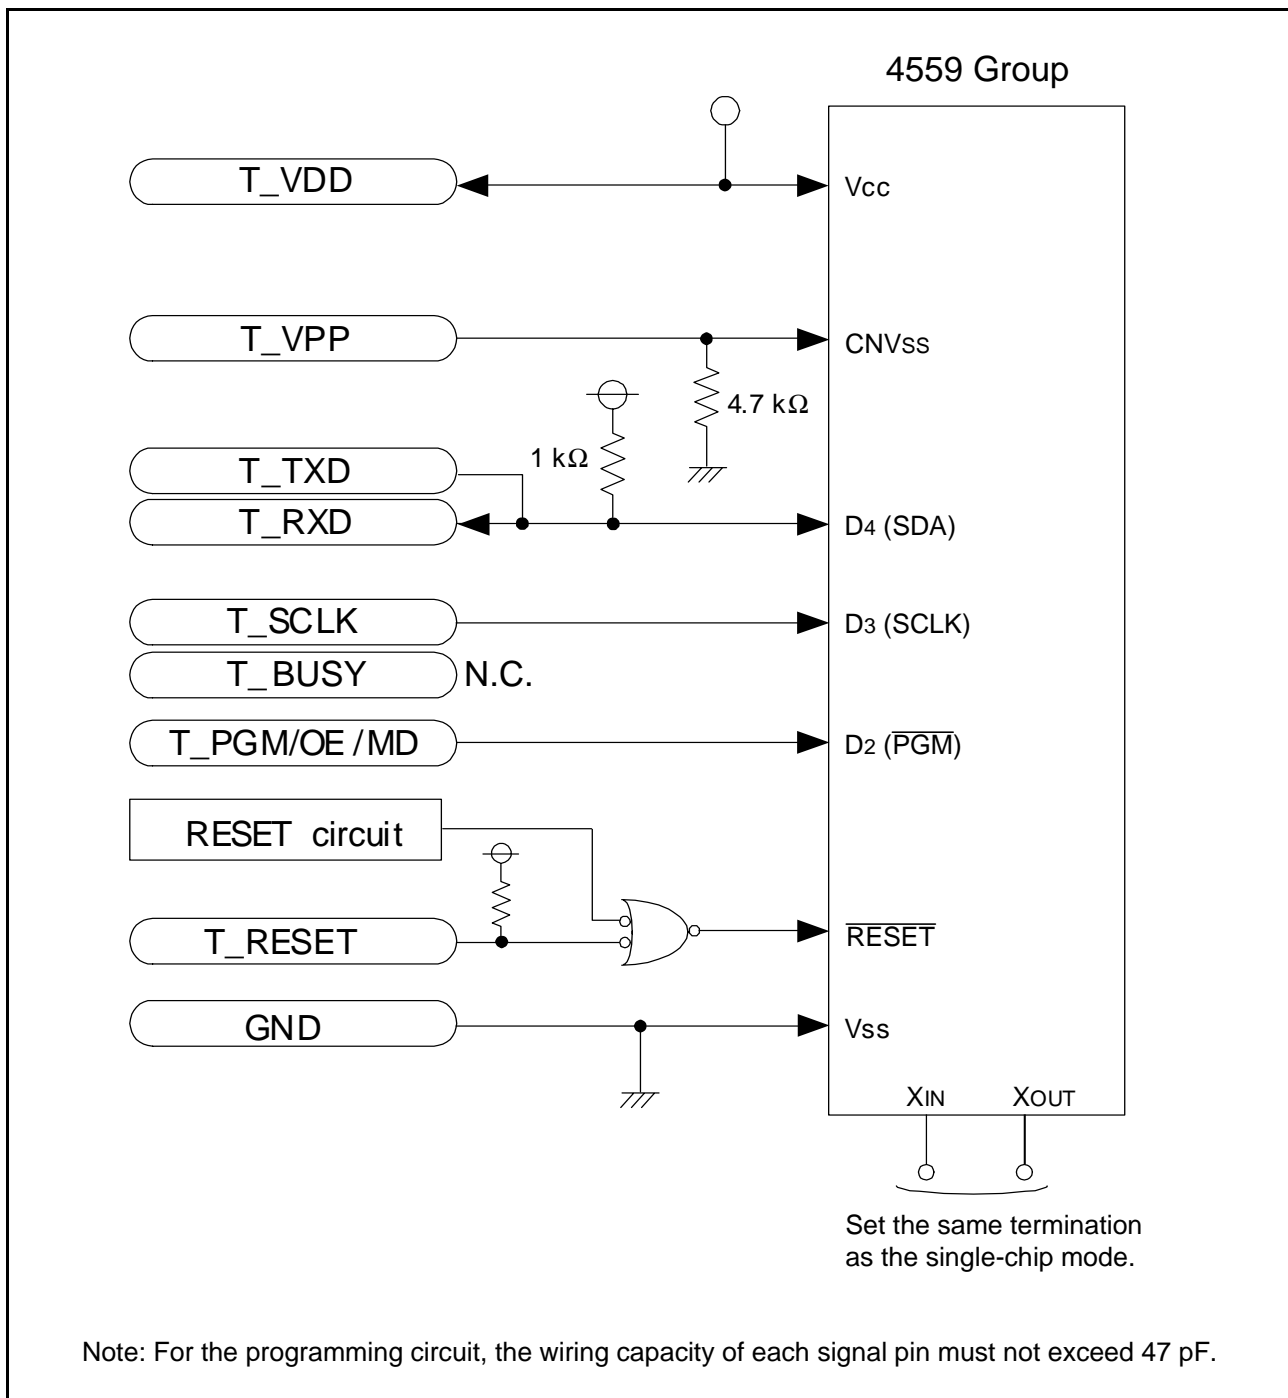 4559 Group
T_VDD
Vcc
T_VPP
CNVss
4.7 kΩ
1 kΩ
T_TXD
T_RXD
D4 (SDA)
T_SCLK
D3 (SCLK)
T_BUSY
N.C.
T_PGM/OE/MD
D2 (P̅G̅M̅)
RESET circuit
T_RESET
R̅E̅S̅E̅T̅
GND
Vss
XIN
XOUT
Set the same termination
as the single-chip mode.
Note: For the programming circuit, the wiring capacity of each signal pin must not exceed 47 pF.